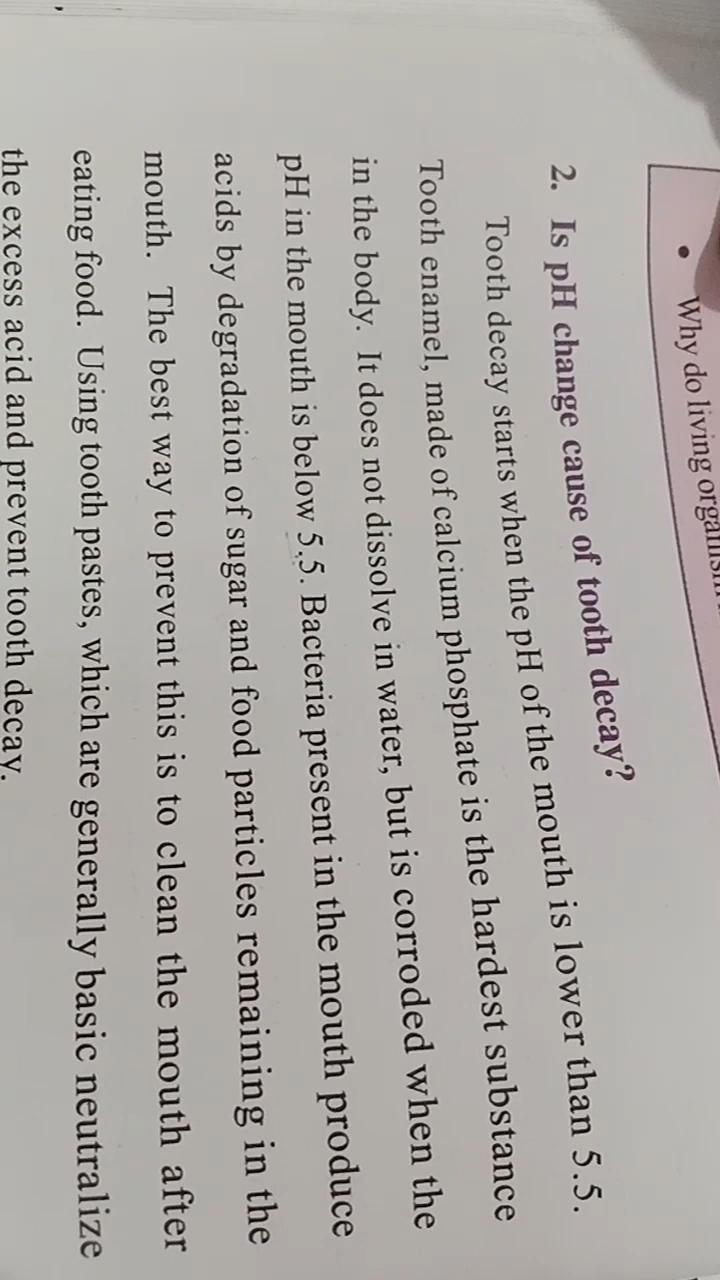 • Why do living
2. Is pH change cause of tooth decay?
Tooth decay starts when the pH of the mouth is lower than 5.5.
Tooth enamel, made of calcium phosphate is the hardest substance
in the body. It does not dissolve in water, but is corroded when the
pH in the mouth is below 5.5. Bacteria present in the mouth produce
acids by degradation of sugar and food particles remaining in the
mouth. The best way to prevent this is to clean the mouth after
eating food. Using tooth pastes, which are generally basic neutralize
the excess acid and prevent tooth decay.